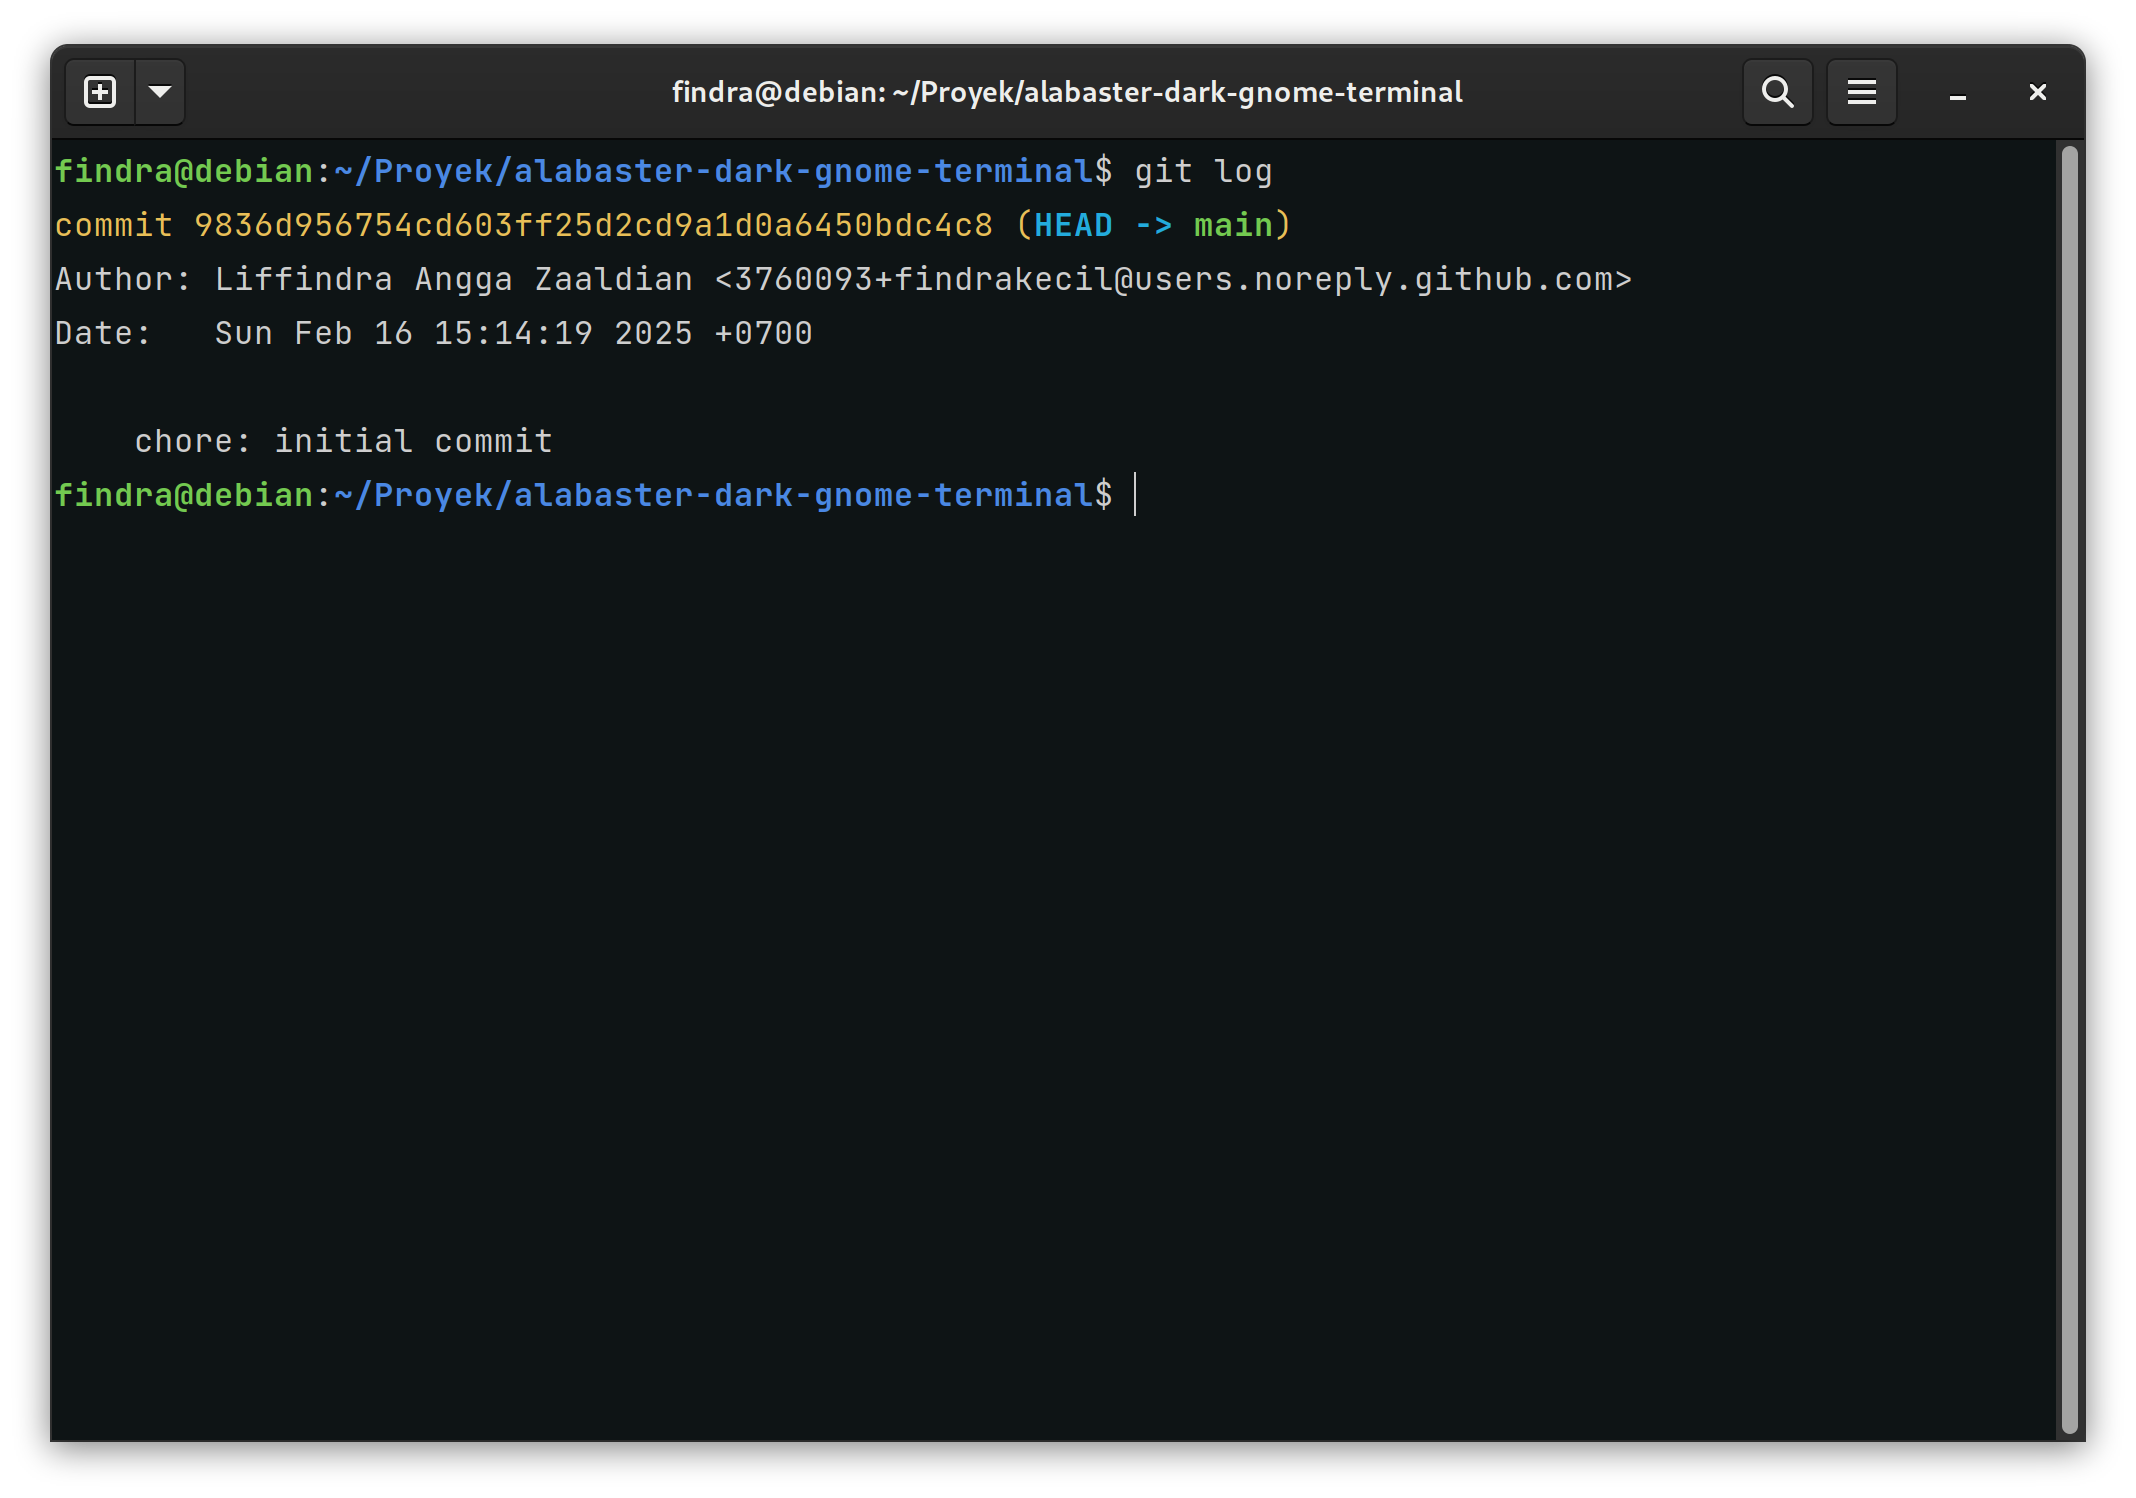 findra@debian: ~/Proyek/alabaster-dark-gnome-terminal
findra@debian:~/Proyek/alabaster-dark-gnome-terminal$ git log
commit 9836d956754cd603ff25d2cd9a1d0a6450bdc4c8 (HEAD -> main)
Author: Liffindra Angga Zaaldian <3760093+findrakecil@users.noreply.github.com>
Date:   Sun Feb 16 15:14:19 2025 +0700
    chore: initial commit
findra@debian:~/Proyek/alabaster-dark-gnome-terminal$